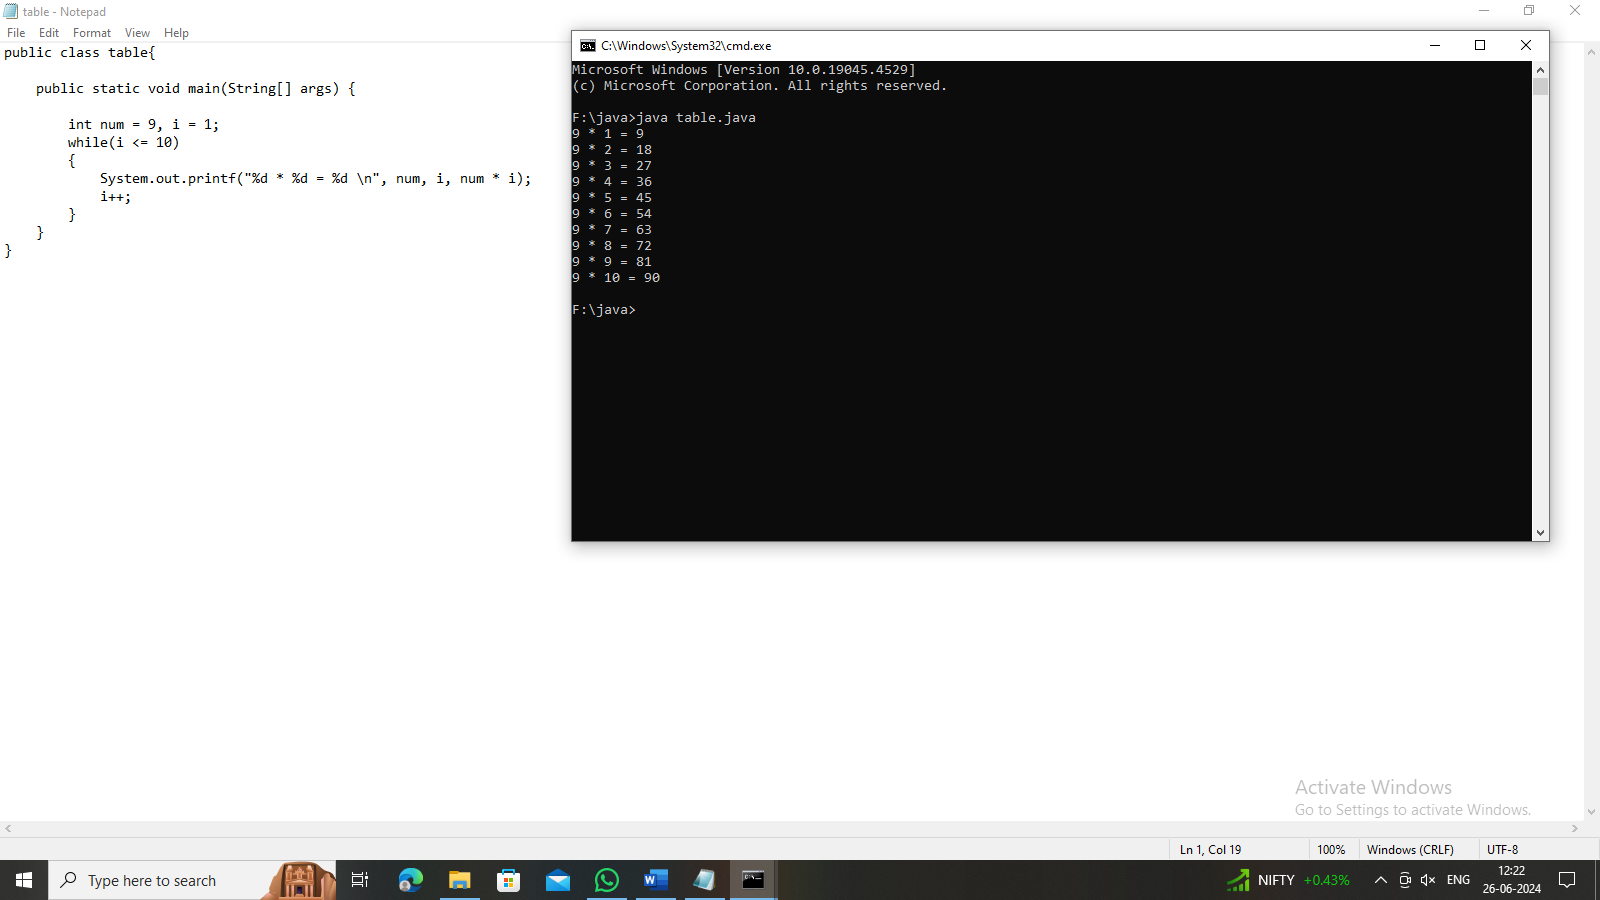 table - Notepad
File Edit Format View Help
public class table{
public static void main(String[] args) {
int num = 9, i = 1;
while(i <= 10)
{
System.out.printf("%d * %d = %d \n", num, i, num * i);
i++;
}
}
}
C:\Windows\System32\cmd.exe
Microsoft Windows [Version 10.0.19045.4529]
(c) Microsoft Corporation. All rights reserved.
F:\java>java table.java
9 * 1 = 9
9 * 2 = 18
9 * 3 = 27
9 * 4 = 36
9 * 5 = 45
9 * 6 = 54
9 * 7 = 63
9 * 8 = 72
9 * 9 = 81
9 * 10 = 90
F:\java>
Activate Windows
Go to Settings to activate Windows.
Ln 1, Col 19 100% Windows (CRLF) UTF-8
Type here to search
NIFTY +0.43%
ENG
12:22
26-06-2024